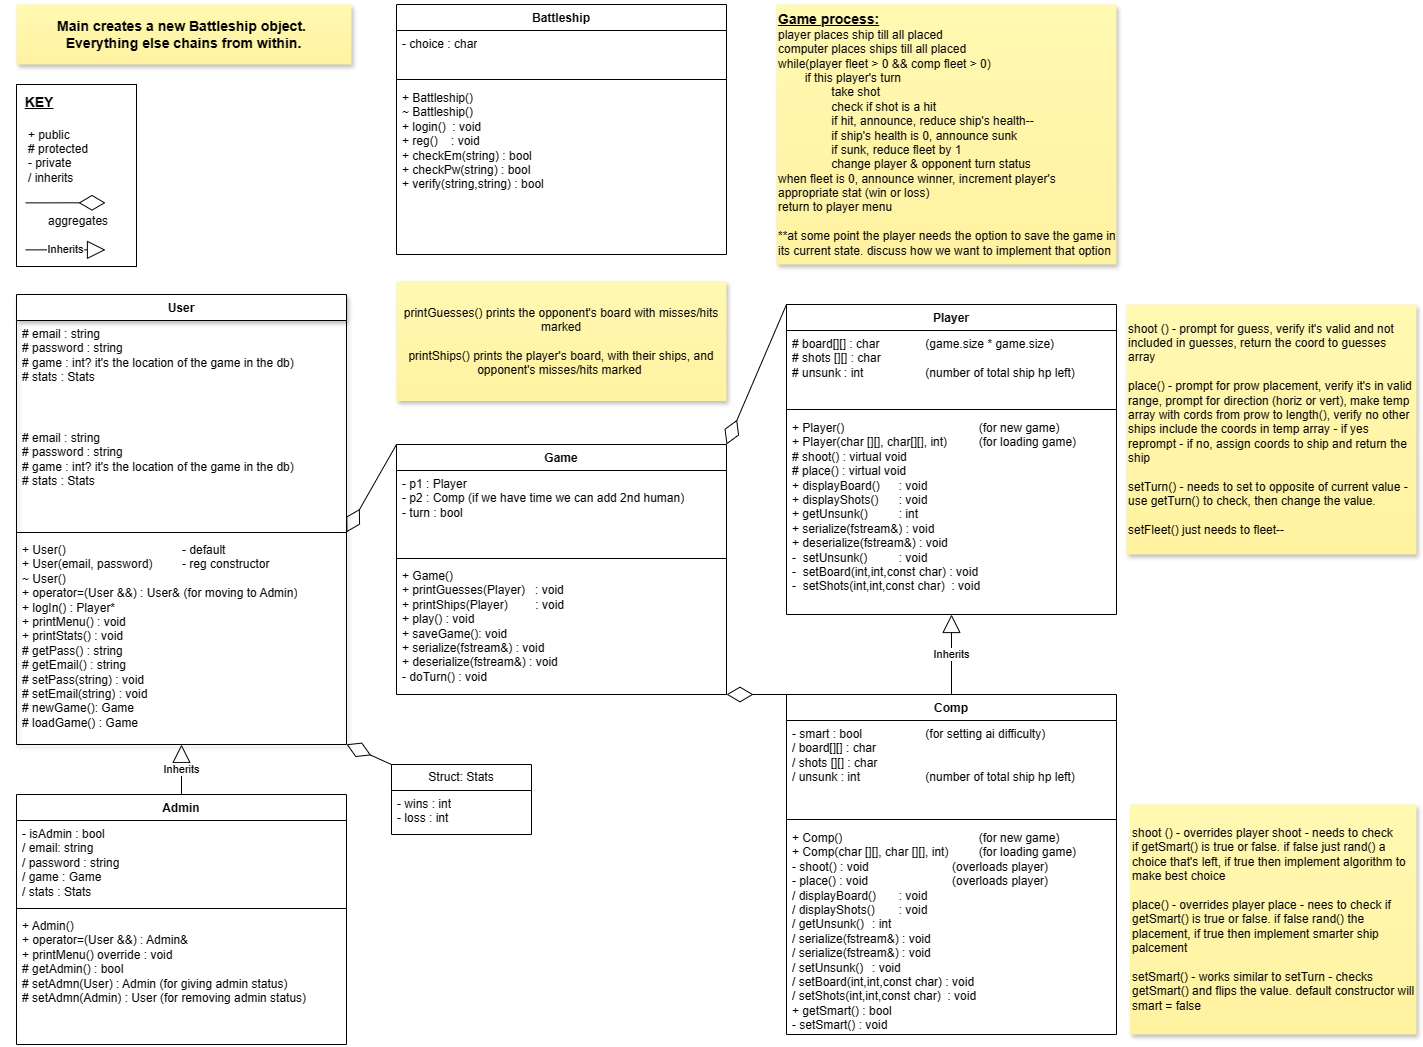 Main creates a new Battleship object.
Everything else chains from within.
KEY
+ public
# protected
- private
/ inherits
aggregates
Inherits
Battleship
- choice : char
+ Battleship()
~ Battleship()
+ login() : void
+ reg() : void
+ checkEm(string) : bool
+ checkPw(string) : bool
+ verify(string,string) : bool
Game process:
player places ship till all placed
computer places ships till all placed
while(player fleet > 0 && comp fleet > 0)
if this player's turn
take shot
check if shot is a hit
if hit, announce, reduce ship's health--
if ship's health is 0, announce sunk
if sunk, reduce fleet by 1
change player & opponent turn status
when fleet is 0, announce winner, increment player's
appropriate stat (win or loss)
return to player menu
**at some point the player needs the option to save the game in
its current state. discuss how we want to implement that option
User
# email : string
# password : string
# game : int? it's the location of the game in the db)
# stats : Stats
# email : string
# password : string
# game : int? it's the location of the game in the db)
# stats : Stats
+ User() - default
+ User(email, password) - reg constructor
~ User()
+ operator=(User &&) : User& (for moving to Admin)
+ logIn() : Player*
+ printMenu() : void
+ printStats() : void
# getPass() : string
# getEmail() : string
# setPass(string) : void
# setEmail(string) : void
# newGame(): Game
# loadGame() : Game
Inherits
Admin
- isAdmin : bool
/ email: string
/ password : string
/ game : Game
/ stats : Stats
+ Admin()
+ operator=(User &&) : Admin&
+ printMenu() override : void
# getAdmin() : bool
# setAdmn(User) : Admin (for giving admin status)
# setAdmn(Admin) : User (for removing admin status)
printGuesses() prints the opponent's board with misses/hits
marked
printShips() prints the player's board, with their ships, and
opponent's misses/hits marked
Game
- p1 : Player
- p2 : Comp (if we have time we can add 2nd human)
- turn : bool
+ Game()
+ printGuesses(Player) : void
+ printShips(Player) : void
+ play() : void
+ saveGame(): void
+ serialize(fstream&) : void
+ deserialize(fstream&) : void
- doTurn() : void
Struct: Stats
- wins : int
- loss : int
Player
# board[][] : char (game.size * game.size)
# shots [][] : char
# unsunk : int (number of total ship hp left)
+ Player() (for new game)
+ Player(char [][], char[][], int) (for loading game)
# shoot() : virtual void
# place() : virtual void
+ displayBoard() : void
+ displayShots() : void
+ getUnsunk() : int
+ serialize(fstream&) : void
+ deserialize(fstream&) : void
- setUnsunk() : void
- setBoard(int,int,const char) : void
- setShots(int,int,const char) : void
Inherits
Comp
- smart : bool (for setting ai difficulty)
/ board[][] : char
/ shots [][] : char
/ unsunk : int (number of total ship hp left)
+ Comp() (for new game)
+ Comp(char [][], char [][], int) (for loading game)
- shoot() : void (overloads player)
- place() : void (overloads player)
/ displayBoard() : void
/ displayShots() : void
/ getUnsunk() : int
/ serialize(fstream&) : void
/ serialize(fstream&) : void
/ setUnsunk() : void
/ setBoard(int,int,const char) : void
/ setShots(int,int,const char) : void
+ getSmart() : bool
- setSmart() : void
shoot () - prompt for guess, verify it's valid and not
included in guesses, return the coord to guesses
array
place() - prompt for prow placement, verify it's in valid
range, prompt for direction (horiz or vert), make temp
array with cords from prow to length(), verify no other
ships include the coords in temp array - if yes
reprompt - if no, assign coords to ship and return the
ship
setTurn() - needs to set to opposite of current value -
use getTurn() to check, then change the value.
setFleet() just needs to fleet--
shoot () - overrides player shoot - needs to check
if getSmart() is true or false. if false just rand() a
choice that's left, if true then implement algorithm to
make best choice
place() - overrides player place - nees to check if
getSmart() is true or false. if false rand() the
placement, if true then implement smarter ship
palcement
setSmart() - works similar to setTurn - checks
getSmart() and flips the value. default constructor will
smart = false